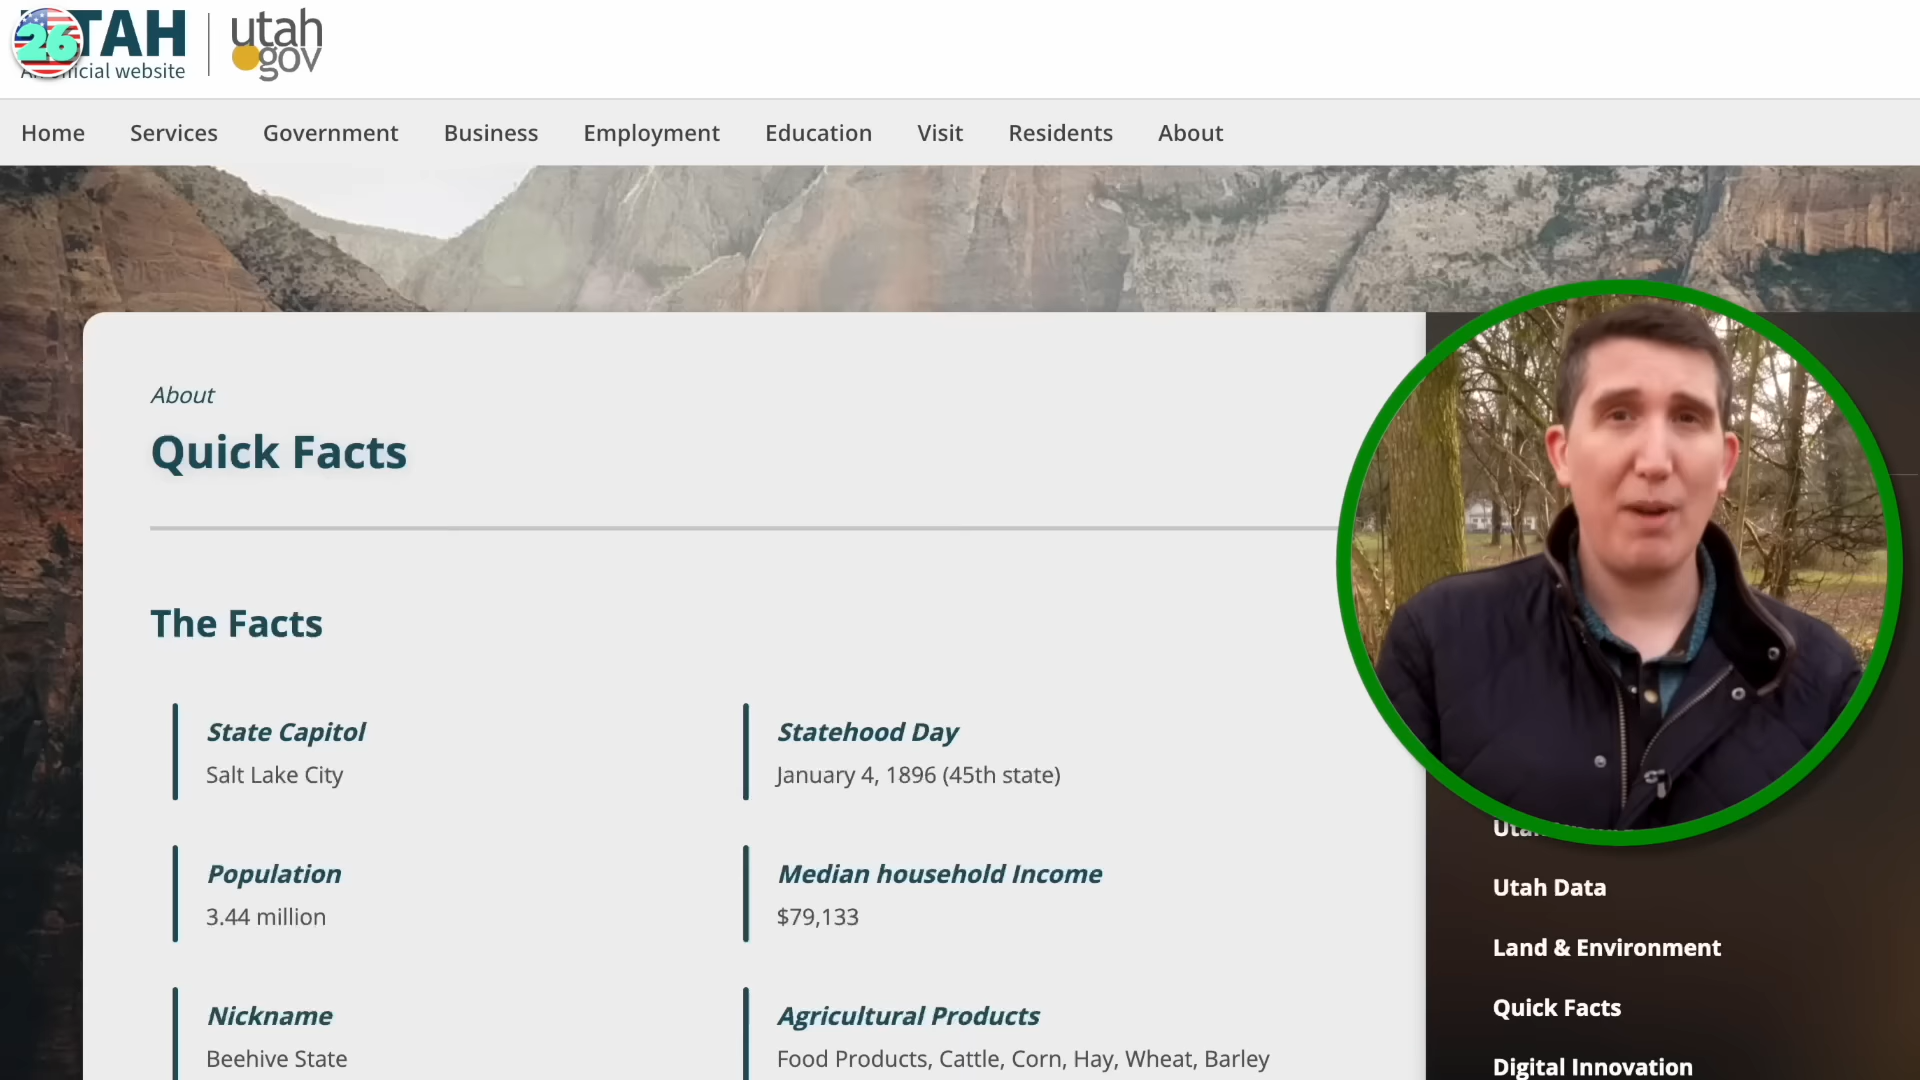 26
UTAH
official website
utah
gov
Home Services Government Business Employment Education Visit Residents About
About
Quick Facts
The Facts
State Capitol
Salt Lake City
Statehood Day
January 4, 1896 (45th state)
Population
3.44 million
Median household Income
$79,133
Nickname
Beehive State
Agricultural Products
Food Products, Cattle, Corn, Hay, Wheat, Barley
Utah Data
Land & Environment
Quick Facts
Digital Innovation